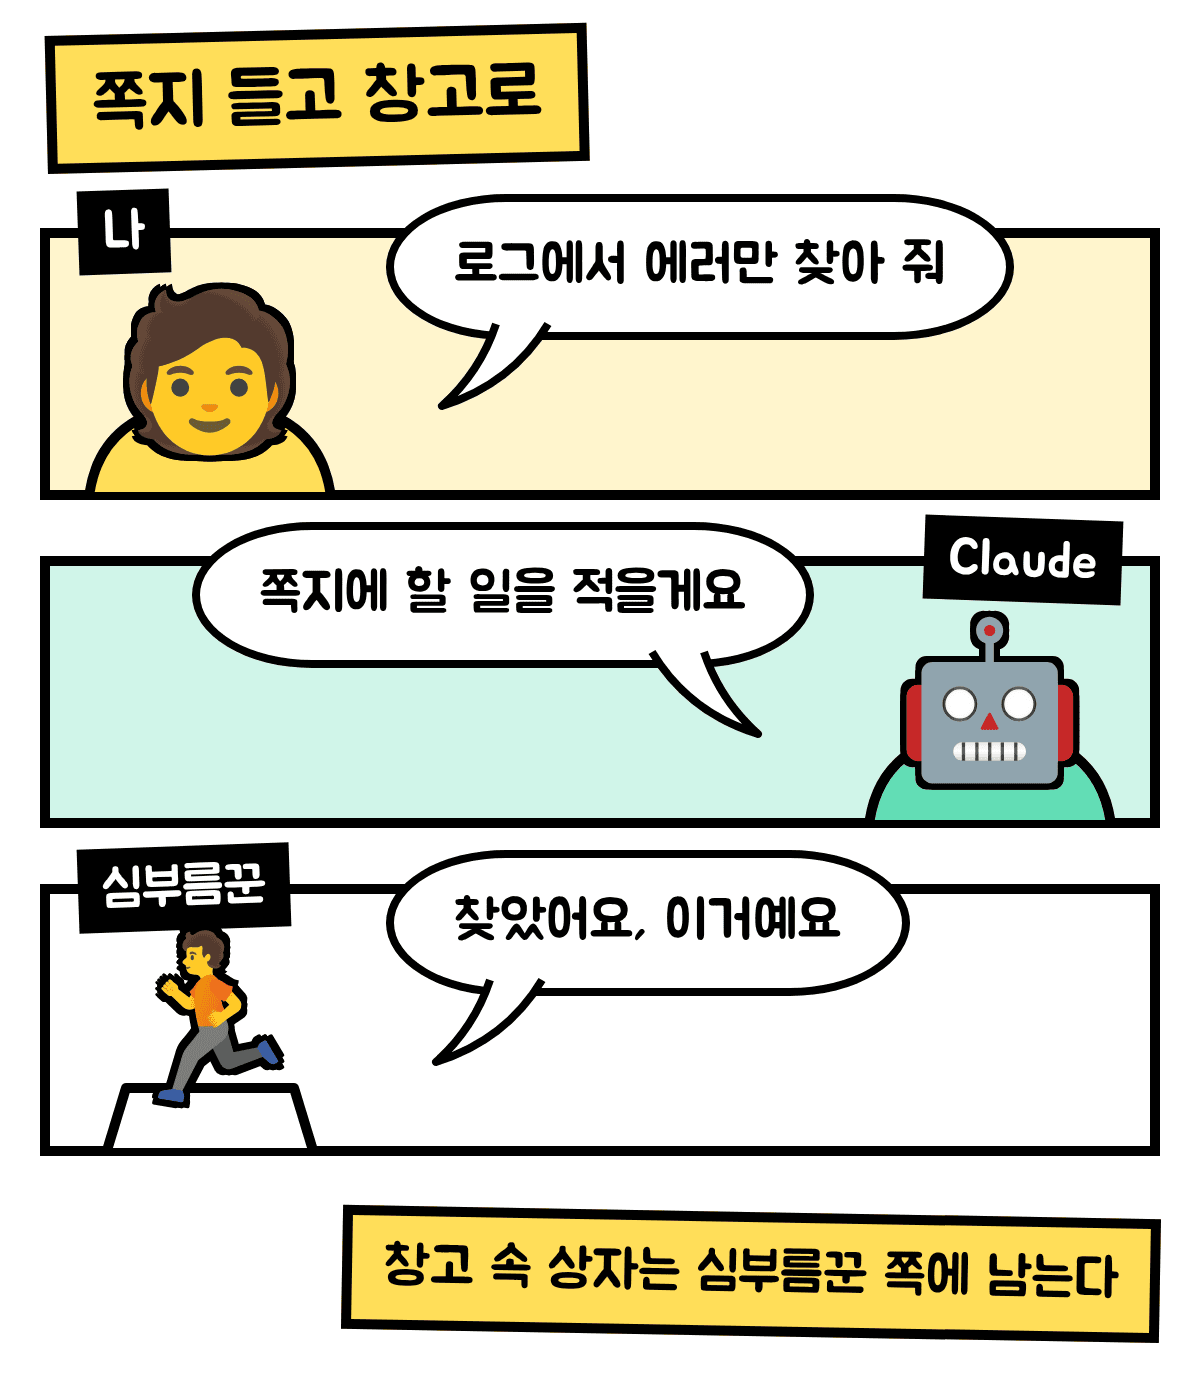 쪽지 들고 창고로
나
로그에서 에러만 찾아 줘
Claude
쪽지에 할 일을 적을게요
심부름꾼
찾았어요, 이거예요
창고 속 상자는 심부름꾼 쪽에 남는다